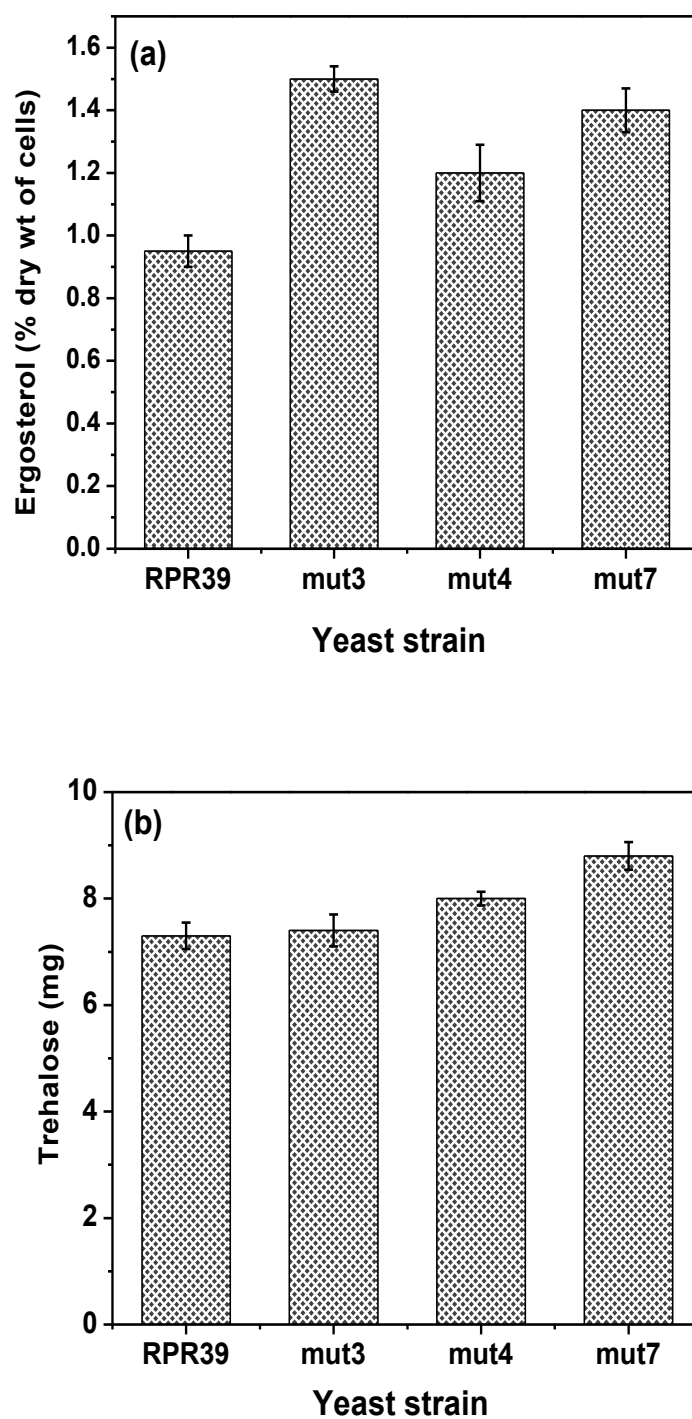 (a)
Ergosterol (% dry wt of cells)
1.6
1.4
1.2
1.0
0.8
0.6
0.4
0.2
0.0
RPR39 mut3 mut4 mut7
Yeast strain
(b)
Trehalose (mg)
10
8
6
4
2
0
RPR39 mut3 mut4 mut7
Yeast strain